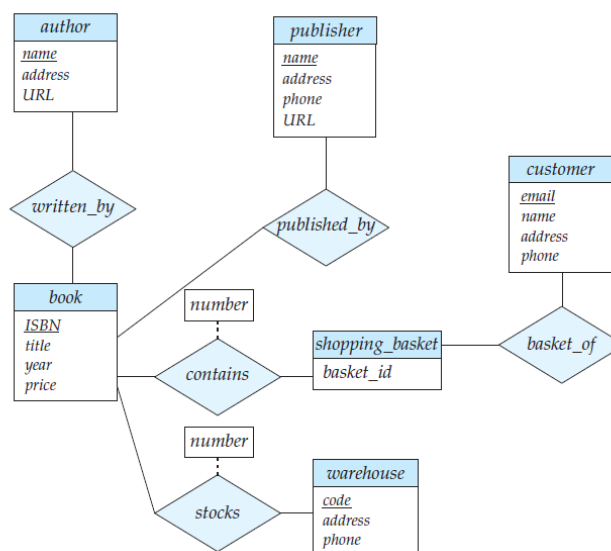 author
name
address
URL
publisher
name
address
phone
URL
customer
email
name
address
phone
written_by
published_by
book
ISBN
title
year
price
number
contains
shopping_basket
basket_id
basket_of
number
stocks
warehouse
code
address
phone